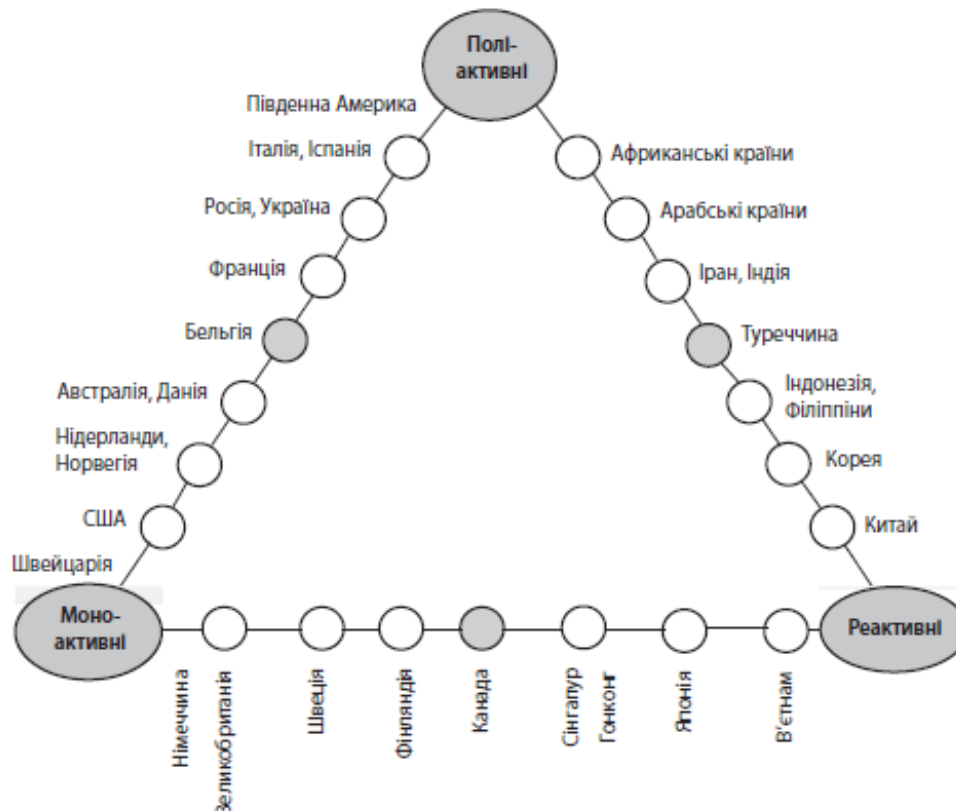 Полі-
активні
Південна Америка
Італія, Іспанія
Африканські країни
Росія, Україна
Арабські країни
Франція
Іран, Індія
Бельгія
Туреччина
Австралія, Данія
Індонезія,
Філіппіни
Нідерланди,
Норвегія
Корея
США
Китай
Швейцарія
Моно-
активні
Реактивні
Німеччина
Великобританія
Швеція
Фінляндія
Канада
Сінгапур
Гонконг
Японія
В'єтнам